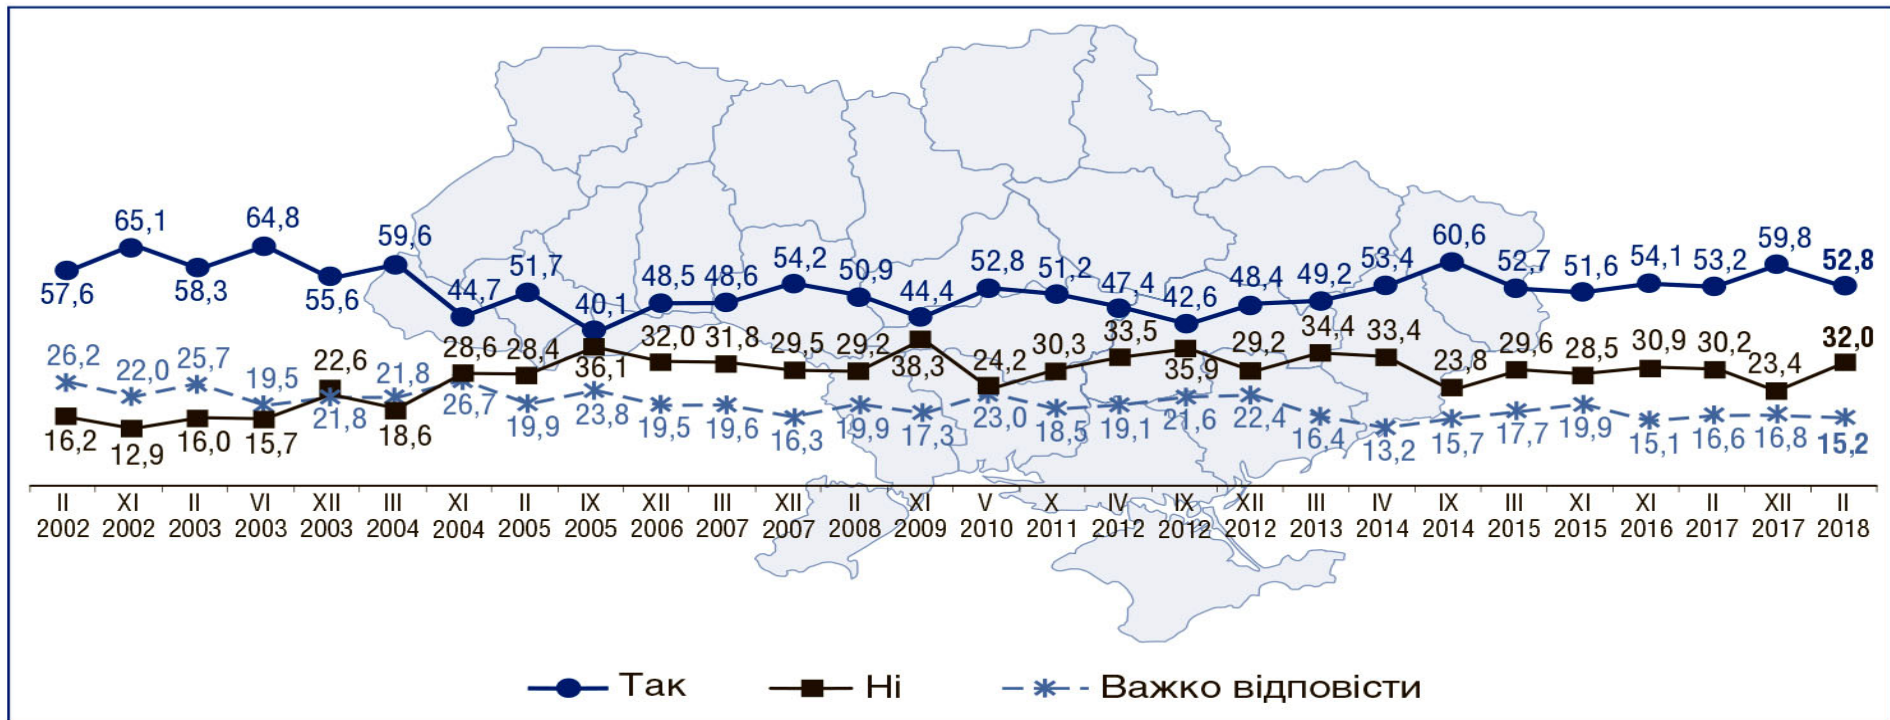 57,6 65,1 58,3 64,8 55,6 59,6 44,7 51,7 40,1 48,5 48,6 54,2 50,9 44,4 52,8 51,2 47,4 42,6 48,4 49,2 53,4 60,6 52,7 51,6 54,1 53,2 59,8 52,8
16,2 12,9 16,0 15,7 22,6 18,6 28,6 28,4 36,1 32,0 31,8 29,5 29,2 38,3 24,2 30,3 33,5 35,9 29,2 34,4 33,4 23,8 29,6 28,5 30,9 30,2 23,4 32,0
26,2 22,0 25,7 19,5 21,8 21,8 26,7 19,9 23,8 19,5 19,6 16,3 19,9 17,3 23,0 18,5 19,1 21,6 22,4 16,4 13,2 15,7 17,7 19,9 15,1 16,6 16,8 15,2
II XI II VI XII III XI II IX XII III XII II XI V X IV IX XII III IV IX III XI XI II XII II
2002 2002 2003 2003 2003 2004 2004 2005 2005 2006 2007 2007 2008 2009 2010 2011 2012 2012 2012 2013 2014 2014 2015 2015 2016 2017 2017 2018
Так Ні Важко відповісти